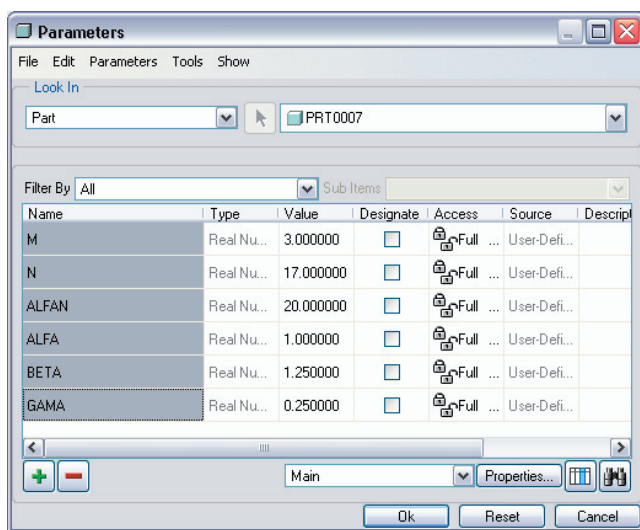 Parameters
File Edit Parameters Tools Show
Look In
Part PRT0007
Filter By All Sub Items
Name Type Value Designate Access Source Descript
M Real Nu... 3.000000 Full ... User-Defi...
N Real Nu... 17.000000 Full ... User-Defi...
ALFAN Real Nu... 20.000000 Full ... User-Defi...
ALFA Real Nu... 1.000000 Full ... User-Defi...
BETA Real Nu... 1.250000 Full ... User-Defi...
GAMA Real Nu... 0.250000 Full ... User-Defi...
Main Properties...
Ok Reset Cancel